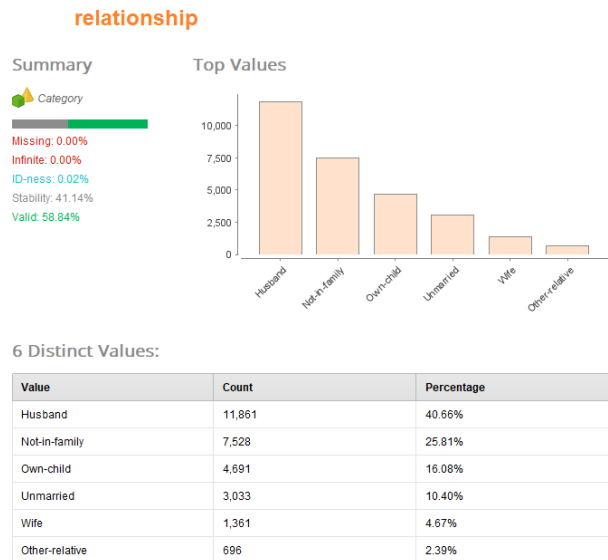 relationship
Summary
Top Values
Category
Missing: 0.00%
Infinite: 0.00%
ID-ness: 0.02%
Stability: 41.14%
Valid: 58.84%
10,000
7,500
5,000
2,500
0
Husband
Not-in-family
Own-child
Unmarried
Wife
Other-relative
6 Distinct Values:
Value Count Percentage
Husband 11,861 40.66%
Not-in-family 7,528 25.81%
Own-child 4,691 16.08%
Unmarried 3,033 10.40%
Wife 1,361 4.67%
Other-relative 696 2.39%